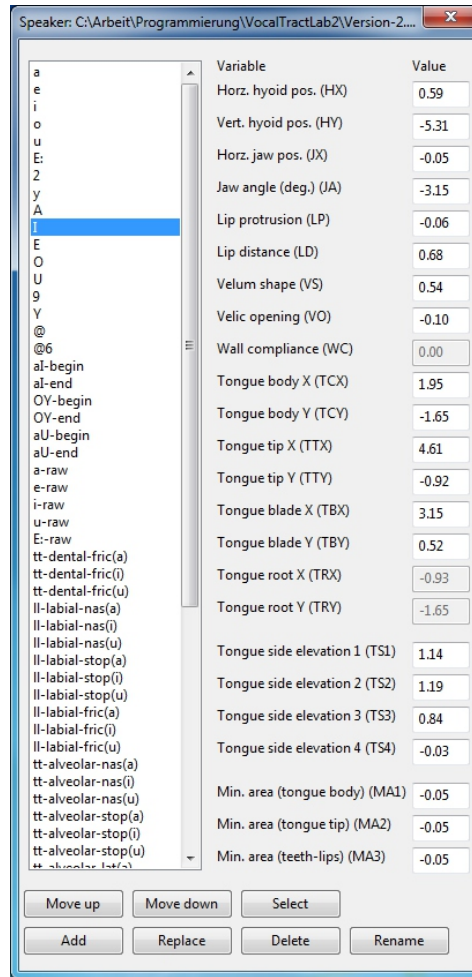 Speaker: C:\Arbeit\Programmierung\VocalTractLab2\Version-2....
a
e
i
o
u
E:
2
y
A
I
E
O
U
9
Y
@
@6
aI-begin
aI-end
OY-begin
OY-end
aU-begin
aU-end
a-raw
e-raw
i-raw
u-raw
E:-raw
tt-dental-fric(a)
tt-dental-fric(i)
tt-dental-fric(u)
ll-labial-nas(a)
ll-labial-nas(i)
ll-labial-nas(u)
ll-labial-stop(a)
ll-labial-stop(i)
ll-labial-stop(u)
ll-labial-fric(a)
ll-labial-fric(i)
ll-labial-fric(u)
tt-alveolar-nas(a)
tt-alveolar-nas(i)
tt-alveolar-nas(u)
tt-alveolar-stop(a)
tt-alveolar-stop(i)
tt-alveolar-stop(u)
tt-alveolar-lat(a)
Variable Value
Horz. hyoid pos. (HX) 0.59
Vert. hyoid pos. (HY) -5.31
Horz. jaw pos. (JX) -0.05
Jaw angle (deg.) (JA) -3.15
Lip protrusion (LP) -0.06
Lip distance (LD) 0.68
Velum shape (VS) 0.54
Velic opening (VO) -0.10
Wall compliance (WC) 0.00
Tongue body X (TCX) 1.95
Tongue body Y (TCY) -1.65
Tongue tip X (TTX) 4.61
Tongue tip Y (TTY) -0.92
Tongue blade X (TBX) 3.15
Tongue blade Y (TBY) 0.52
Tongue root X (TRX) -0.93
Tongue root Y (TRY) -1.65
Tongue side elevation 1 (TS1) 1.14
Tongue side elevation 2 (TS2) 1.19
Tongue side elevation 3 (TS3) 0.84
Tongue side elevation 4 (TS4) -0.03
Min. area (tongue body) (MA1) -0.05
Min. area (tongue tip) (MA2) -0.05
Min. area (teeth-lips) (MA3) -0.05
Move up Move down Select
Add Replace Delete Rename